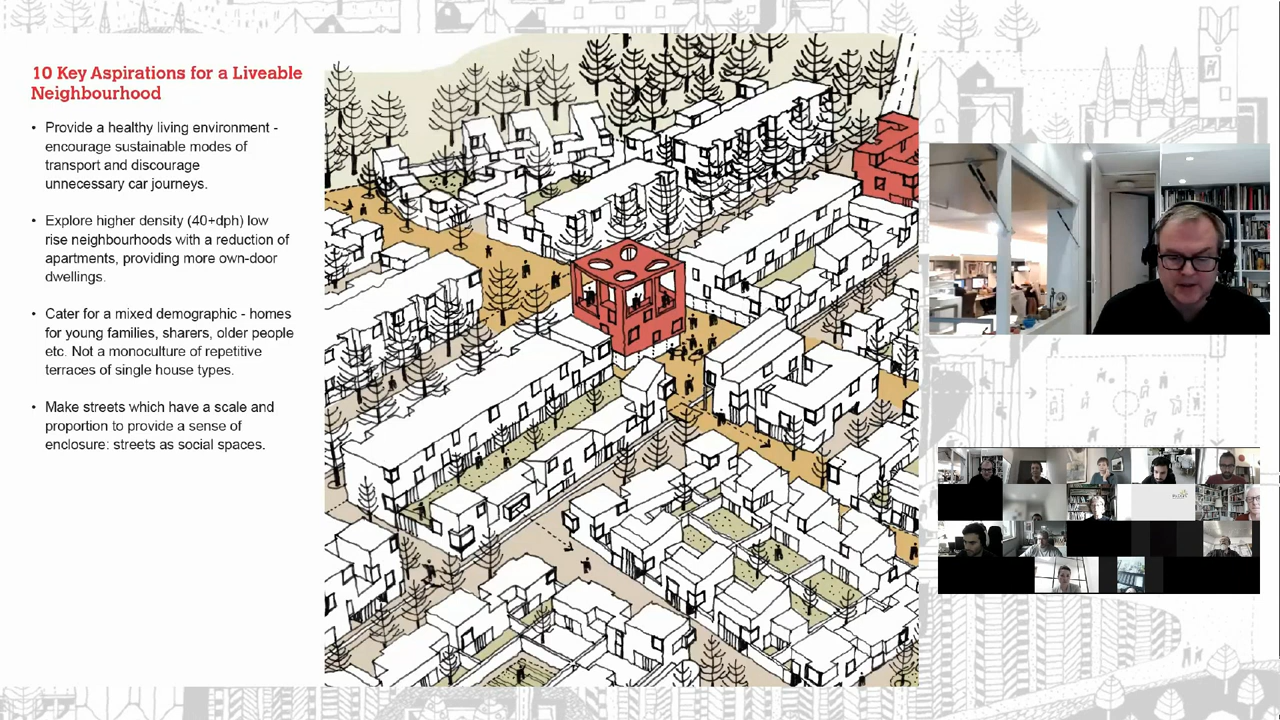 10 Key Aspirations for a Liveable
Neighbourhood
• Provide a healthy living environment -
encourage sustainable modes of
transport and discourage
unnecessary car journeys.
• Explore higher density (40+dph) low
rise neighbourhoods with a reduction of
apartments, providing more own-door
dwellings.
• Cater for a mixed demographic - homes
for young families, sharers, older people
etc. Not a monoculture of repetitive
terraces of single house types.
• Make streets which have a scale and
proportion to provide a sense of
enclosure: streets as social spaces.